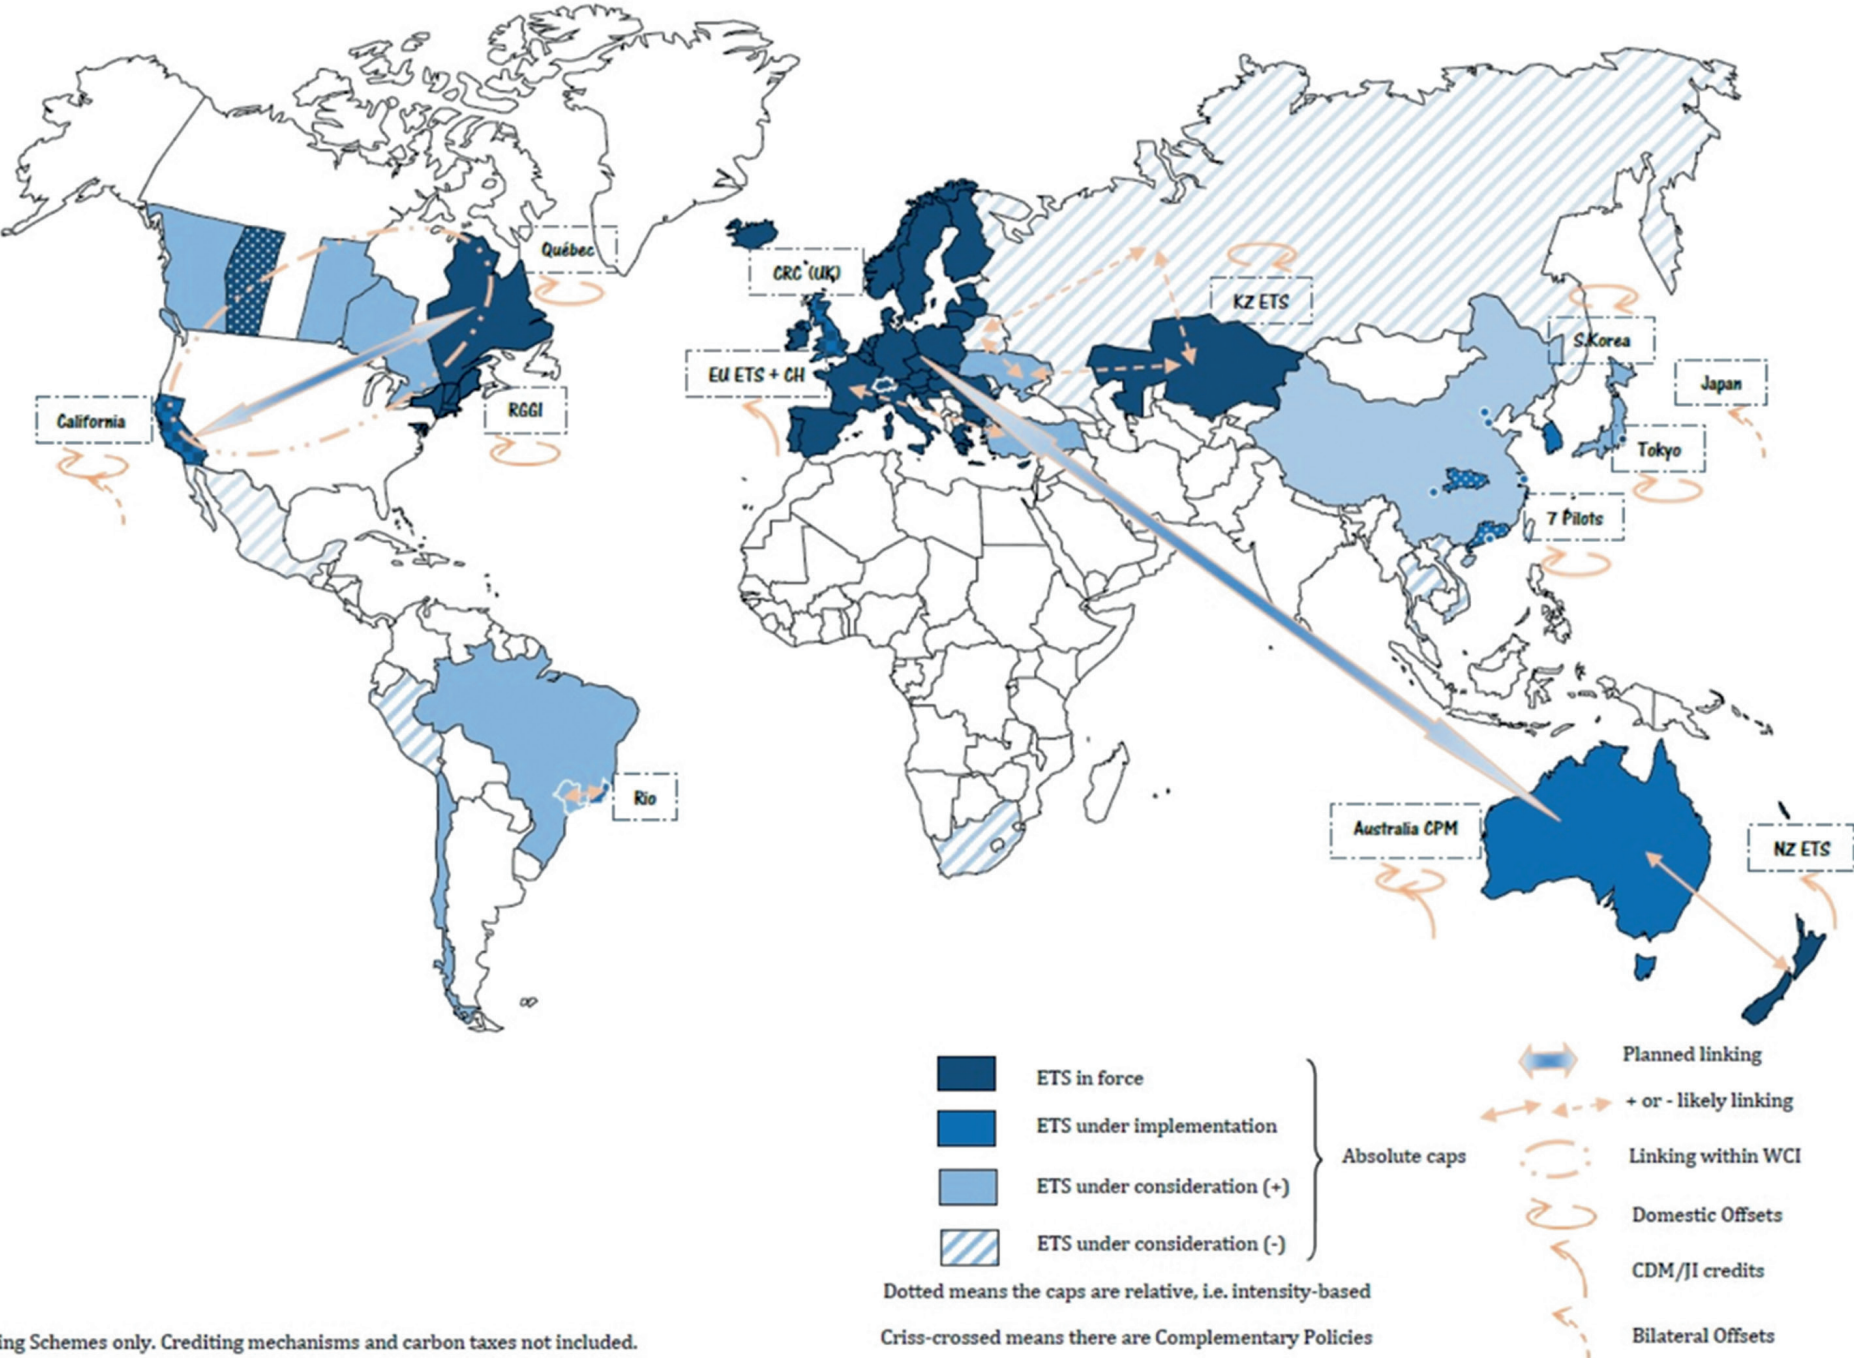 Québec
CRC (UK)
KZ ETS
S.Korea
EU ETS + CH
Japan
California
RGGI
Tokyo
7 Pilots
Rio
Australia CPM
NZ ETS
ETS in force
ETS under implementation
ETS under consideration (+)
ETS under consideration (-)
Absolute caps
Dotted means the caps are relative, i.e. intensity-based
Criss-crossed means there are Complementary Policies
Planned linking
+ or - likely linking
Linking within WCI
Domestic Offsets
CDM/JI credits
Bilateral Offsets
ing Schemes only. Crediting mechanisms and carbon taxes not included.